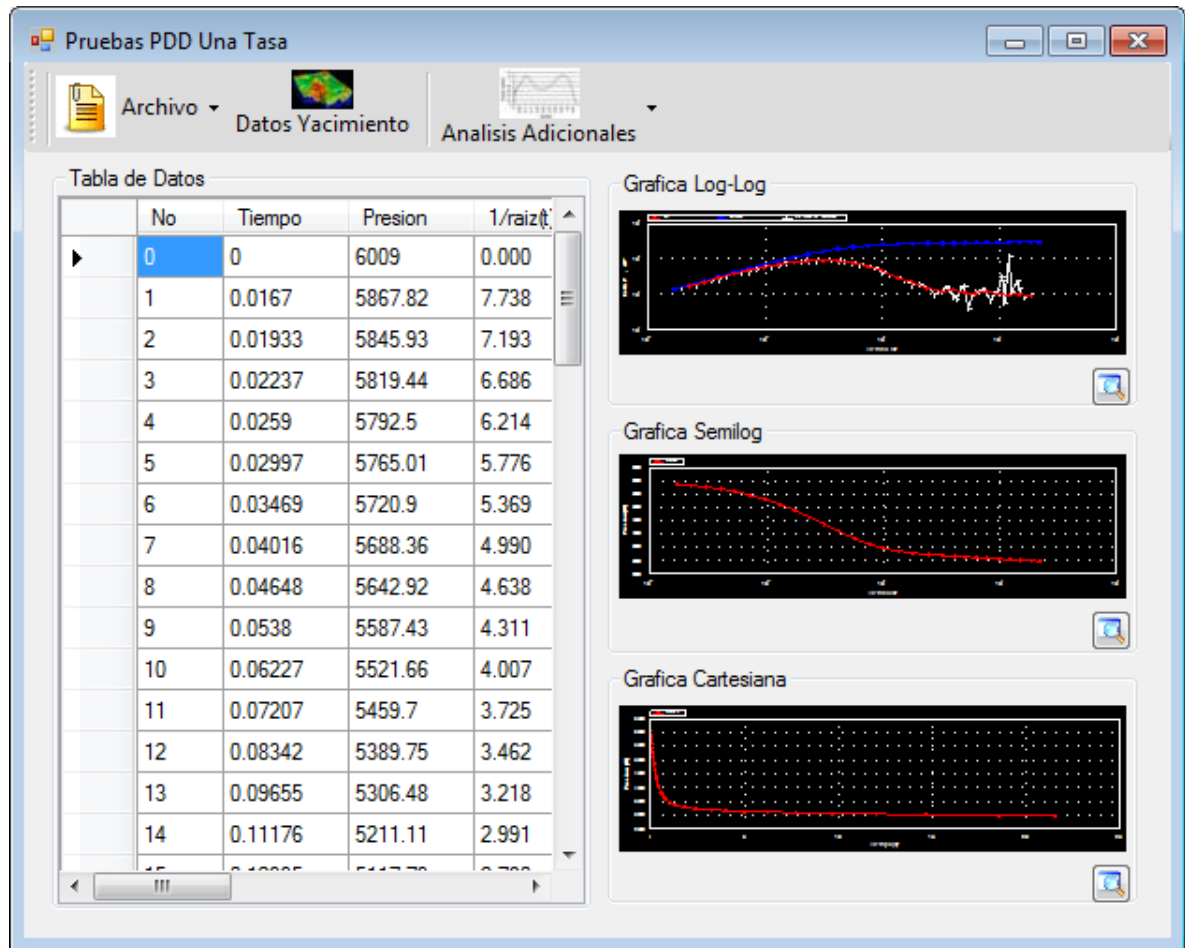 Pruebas PDD Una Tasa
Archivo
Datos Yacimiento
Analisis Adicionales
Tabla de Datos
No Tiempo Presion 1/raiz(t)
0 0 6009 0.000
1 0.0167 5867.82 7.738
2 0.01933 5845.93 7.193
3 0.02237 5819.44 6.686
4 0.0259 5792.5 6.214
5 0.02997 5765.01 5.776
6 0.03469 5720.9 5.369
7 0.04016 5688.36 4.990
8 0.04648 5642.92 4.638
9 0.0538 5587.43 4.311
10 0.06227 5521.66 4.007
11 0.07207 5459.7 3.725
12 0.08342 5389.75 3.462
13 0.09655 5306.48 3.218
14 0.11176 5211.11 2.991
Grafica Log-Log
Grafica Semilog
Grafica Cartesiana